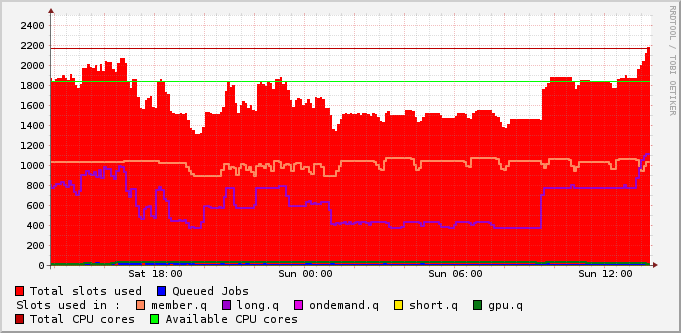 2400
2200
2000
1800
1600
1400
1200
1000
800
600
400
200
0
Sat 18:00 Sun 00:00 Sun 06:00 Sun 12:00
Total slots used Queued Jobs
Slots used in : member.q long.q ondemand.q short.q gpu.q
Total CPU cores Available CPU cores
RRDTOOL / TOBI OETIKER